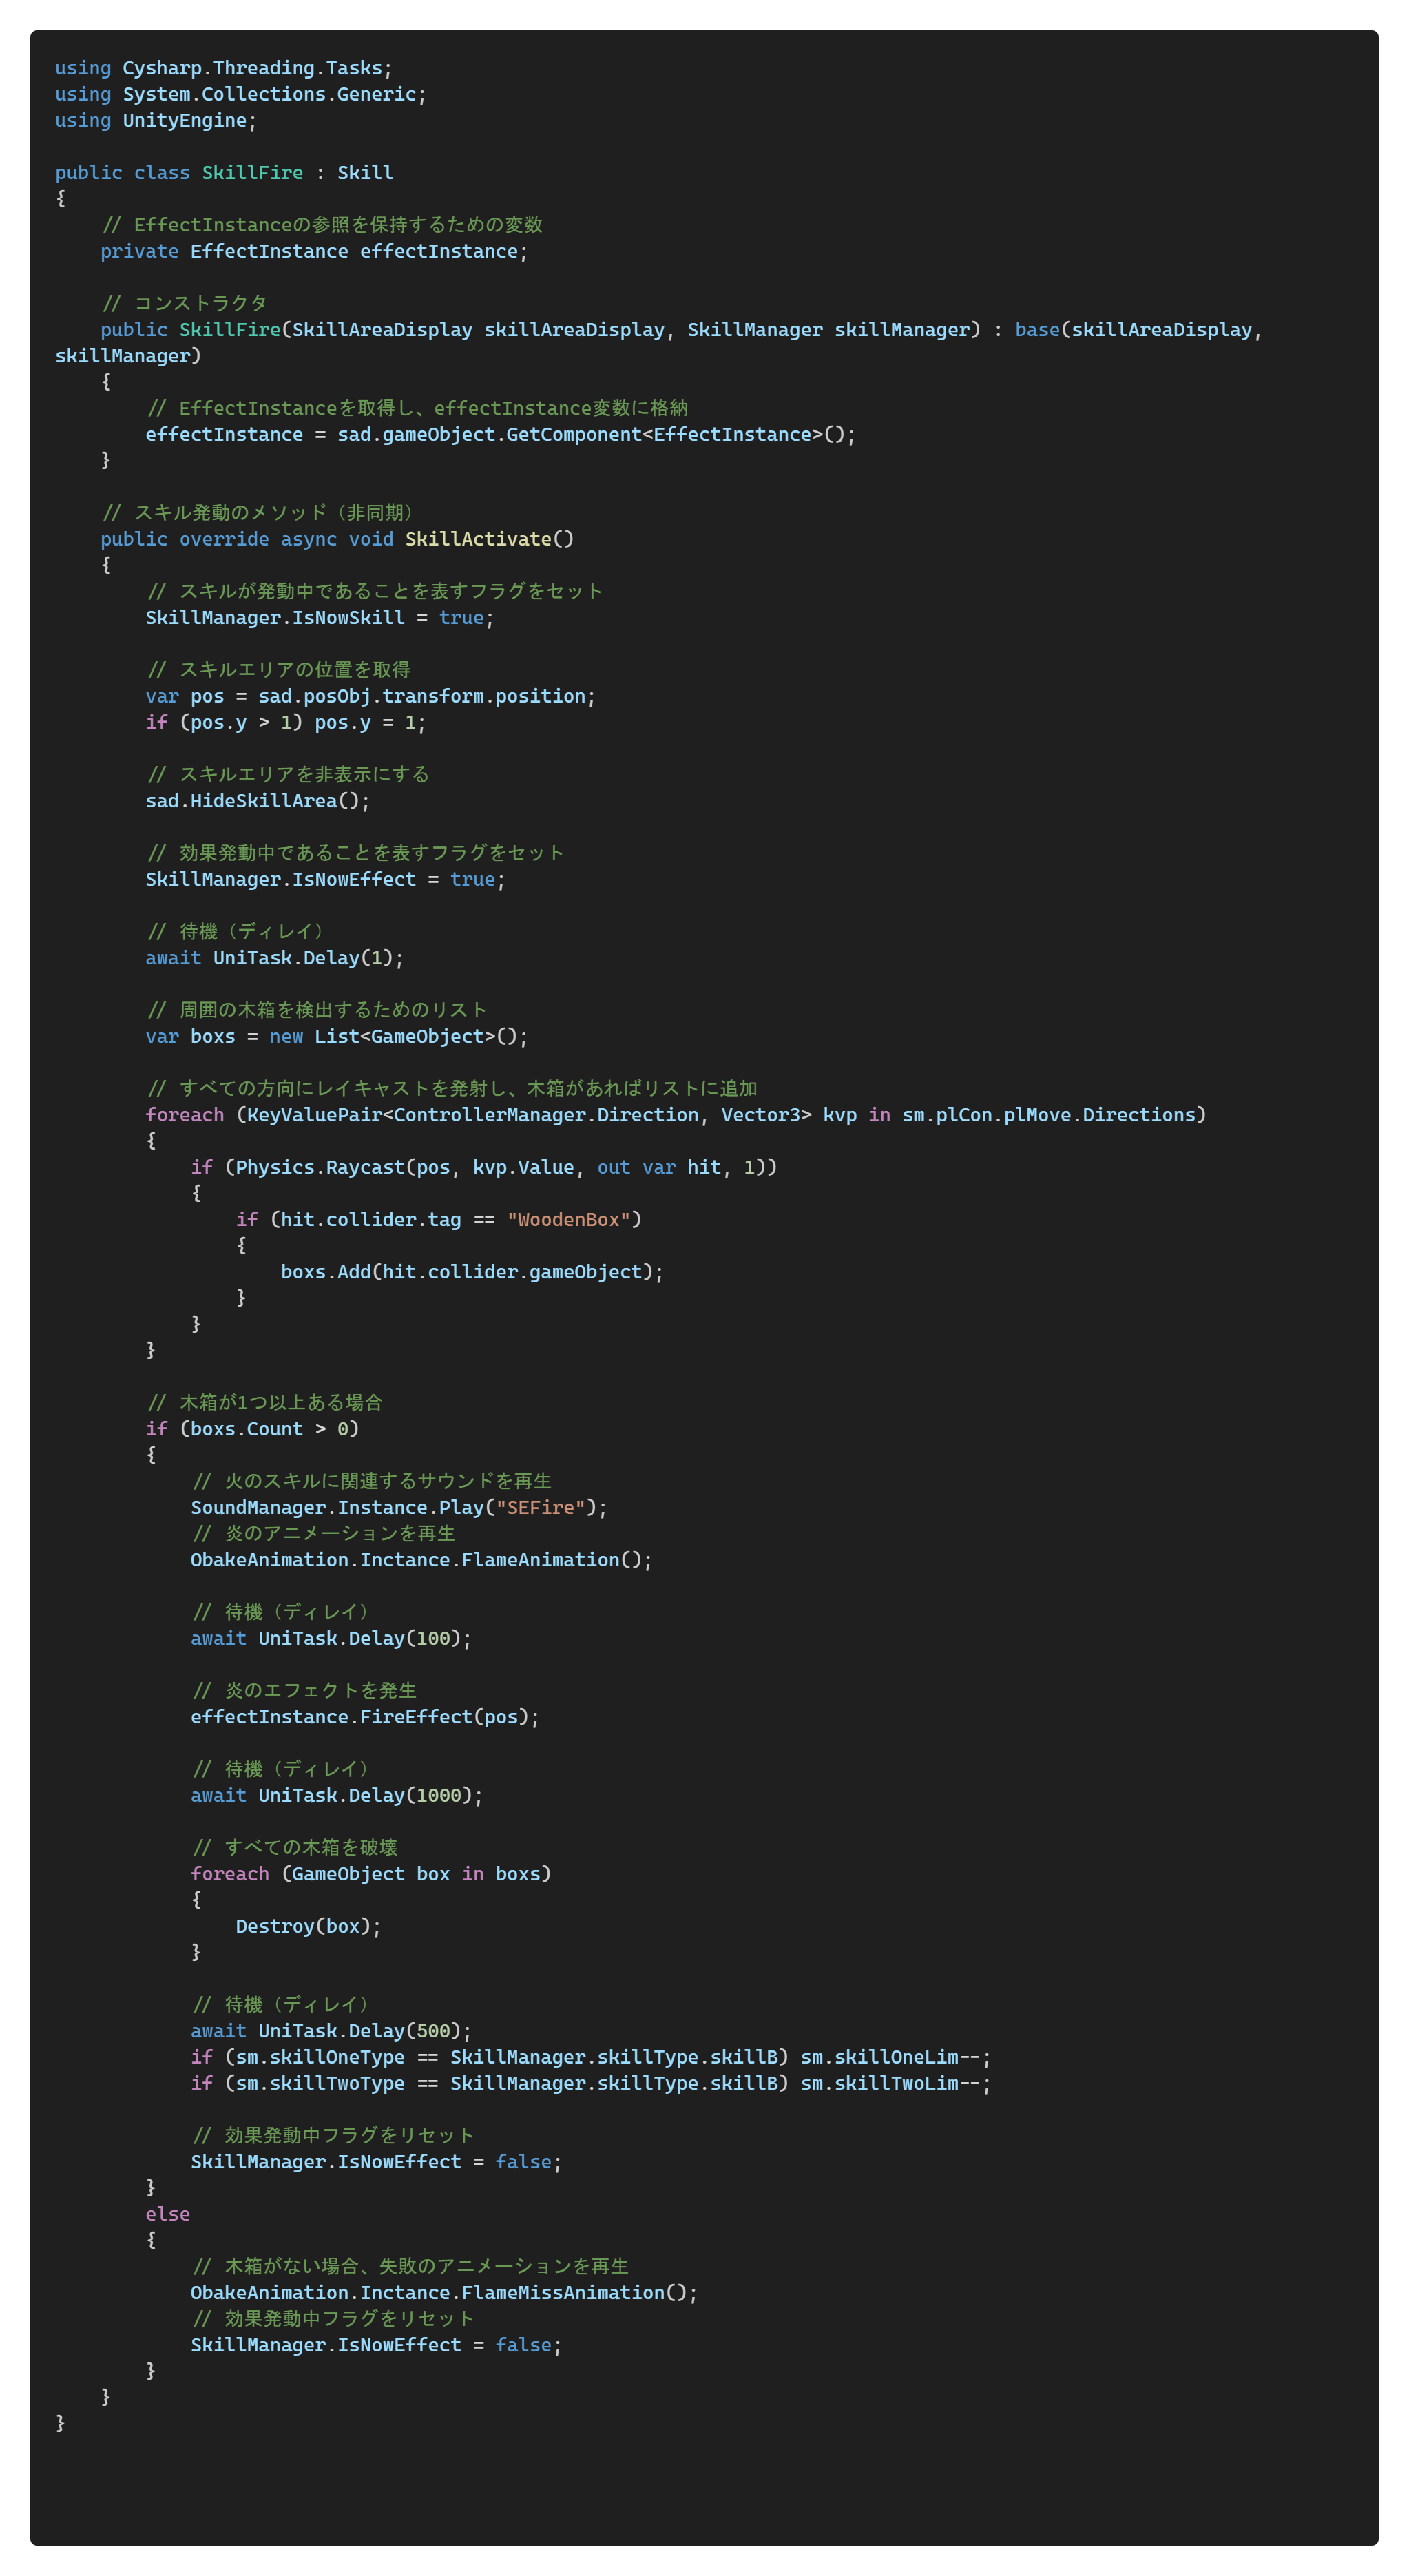 using Cysharp.Threading.Tasks;
using System.Collections.Generic;
using UnityEngine;

public class SkillFire : Skill
{
    // EffectInstanceの参照を保持するための変数
    private EffectInstance effectInstance;

    // コンストラクタ
    public SkillFire(SkillAreaDisplay skillAreaDisplay, SkillManager skillManager) : base(skillAreaDisplay,
skillManager)
    {
        // EffectInstanceを取得し、effectInstance変数に格納
        effectInstance = sad.gameObject.GetComponent<EffectInstance>();
    }

    // スキル発動のメソッド（非同期）
    public override async void SkillActivate()
    {
        // スキルが発動中であることを表すフラグをセット
        SkillManager.IsNowSkill = true;

        // スキルエリアの位置を取得
        var pos = sad.posObj.transform.position;
        if (pos.y > 1) pos.y = 1;

        // スキルエリアを非表示にする
        sad.HideSkillArea();

        // 効果発動中であることを表すフラグをセット
        SkillManager.IsNowEffect = true;

        // 待機（ディレイ）
        await UniTask.Delay(1);

        // 周囲の木箱を検出するためのリスト
        var boxs = new List<GameObject>();

        // すべての方向にレイキャストを発射し、木箱があればリストに追加
        foreach (KeyValuePair<ControllerManager.Direction, Vector3> kvp in sm.plCon.plMove.Directions)
        {
            if (Physics.Raycast(pos, kvp.Value, out var hit, 1))
            {
                if (hit.collider.tag == "WoodenBox")
                {
                    boxs.Add(hit.collider.gameObject);
                }
            }
        }

        // 木箱が1つ以上ある場合
        if (boxs.Count > 0)
        {
            // 火のスキルに関連するサウンドを再生
            SoundManager.Instance.Play("SEFire");
            // 炎のアニメーションを再生
            ObakeAnimation.Inctance.FlameAnimation();

            // 待機（ディレイ）
            await UniTask.Delay(100);

            // 炎のエフェクトを発生
            effectInstance.FireEffect(pos);

            // 待機（ディレイ）
            await UniTask.Delay(1000);

            // すべての木箱を破壊
            foreach (GameObject box in boxs)
            {
                Destroy(box);
            }

            // 待機（ディレイ）
            await UniTask.Delay(500);
            if (sm.skillOneType == SkillManager.skillType.skillB) sm.skillOneLim--;
            if (sm.skillTwoType == SkillManager.skillType.skillB) sm.skillTwoLim--;

            // 効果発動中フラグをリセット
            SkillManager.IsNowEffect = false;
        }
        else
        {
            // 木箱がない場合、失敗のアニメーションを再生
            ObakeAnimation.Inctance.FlameMissAnimation();
            // 効果発動中フラグをリセット
            SkillManager.IsNowEffect = false;
        }
    }
}